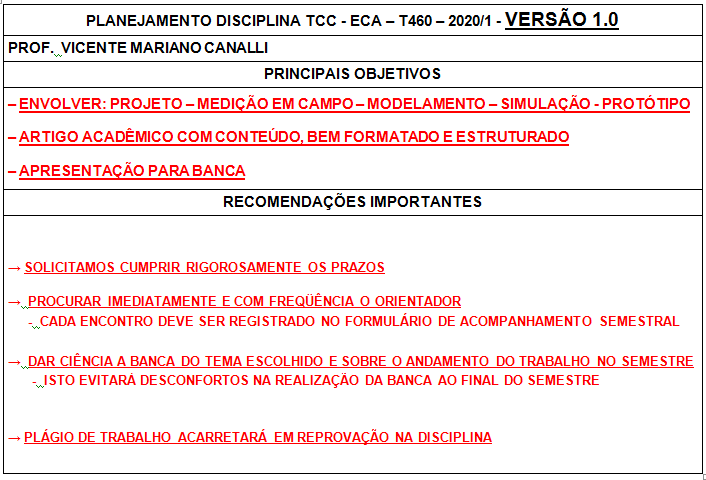 PLANEJAMENTO DISCIPLINA TCC - ECA – T460 – 2020/1 - VERSÃO 1.0
PROF. VICENTE MARIANO CANALLI
PRINCIPAIS OBJETIVOS
– ENVOLVER: PROJETO – MEDIÇÃO EM CAMPO – MODELAMENTO – SIMULAÇÃO - PROTÓTIPO
– ARTIGO ACADÊMICO COM CONTEÚDO, BEM FORMATADO E ESTRUTURADO
– APRESENTAÇÃO PARA BANCA
RECOMENDAÇÕES IMPORTANTES
→ SOLICITAMOS CUMPRIR RIGOROSAMENTE OS PRAZOS
→ PROCURAR IMEDIATAMENTE E COM FREQÜÊNCIA O ORIENTADOR
- CADA ENCONTRO DEVE SER REGISTRADO NO FORMULÁRIO DE ACOMPANHAMENTO SEMESTRAL
→ DAR CIÊNCIA A BANCA DO TEMA ESCOLHIDO E SOBRE O ANDAMENTO DO TRABALHO NO SEMESTRE
- ISTO EVITARÁ DESCONFORTOS NA REALIZAÇÃO DA BANCA AO FINAL DO SEMESTRE
→ PLÁGIO DE TRABALHO ACARRETARÁ EM REPROVAÇÃO NA DISCIPLINA